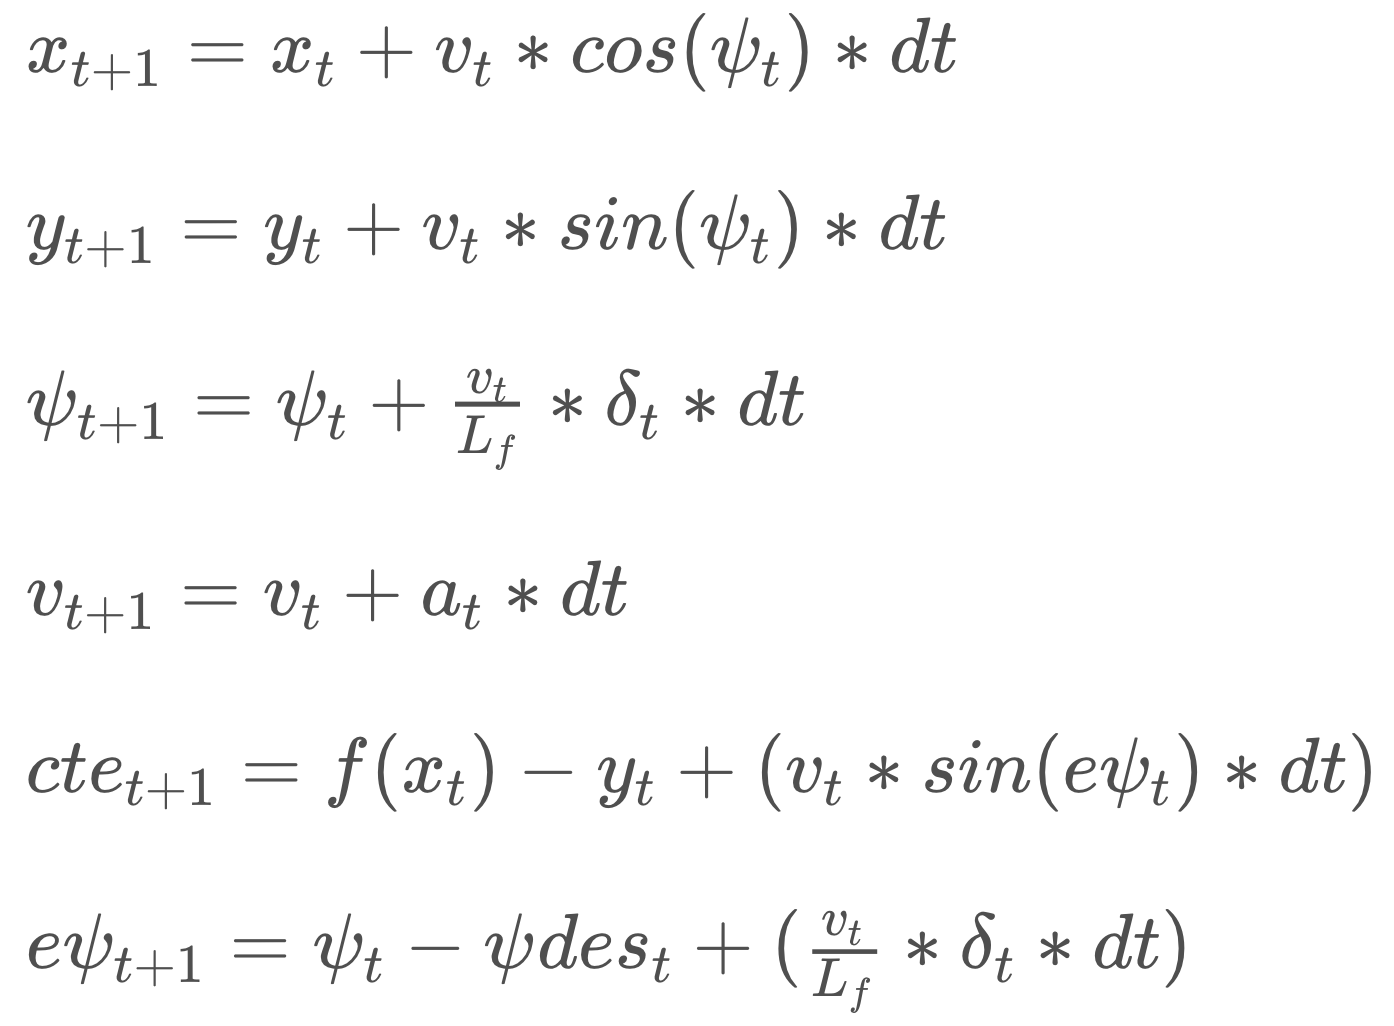 x_{t+1} = x_t + v_t * cos(ψ_t) * dt
y_{t+1} = y_t + v_t * sin(ψ_t) * dt
ψ_{t+1} = ψ_t + \frac{v_t}{L_f} * δ_t * dt
v_{t+1} = v_t + a_t * dt
cte_{t+1} = f(x_t) − y_t + (v_t * sin(eψ_t) * dt)
eψ_{t+1} = ψ_t − ψdes_t + (\frac{v_t}{L_f} * δ_t * dt)